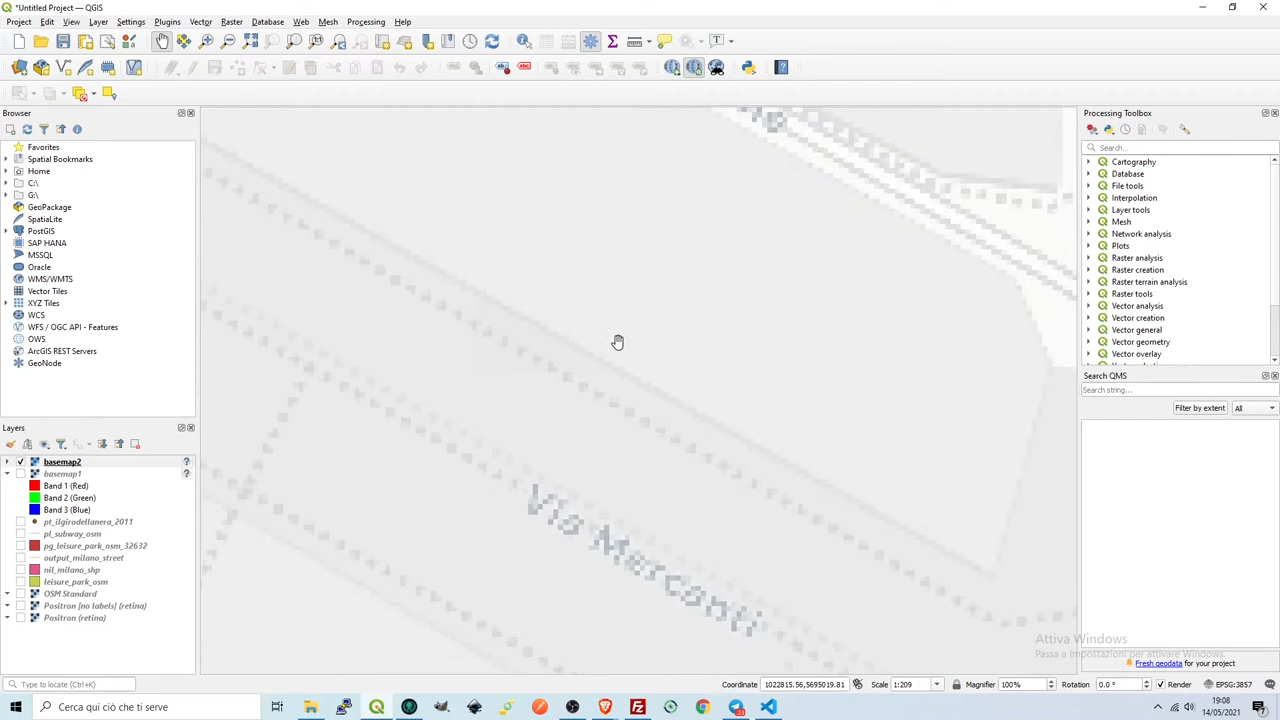 *Untitled Project — QGIS
Project Edit View Layer Settings Plugins Vector Raster Database Web Mesh Processing Help
Browser
Favorites
Spatial Bookmarks
Home
C:\
G:\
GeoPackage
SpatiaLite
PostGIS
SAP HANA
MSSQL
Oracle
WMS/WMTS
Vector Tiles
XYZ Tiles
WCS
WFS / OGC API - Features
OWS
ArcGIS REST Servers
GeoNode
Layers
basemap2
basemap1
Band 1 (Red)
Band 2 (Green)
Band 3 (Blue)
pt_ilgirodellanera_2011
pl_subway_osm
pg_leisure_park_osm_32632
output_milano_street
nil_milano_shp
leisure_park_osm
OSM Standard
Positron [no labels] (retina)
Positron (retina)
Via Mercanti
Processing Toolbox
Search...
Cartography
Database
File tools
Interpolation
Layer tools
Mesh
Network analysis
Plots
Raster analysis
Raster creation
Raster terrain analysis
Raster tools
Vector analysis
Vector creation
Vector general
Vector geometry
Vector overlay
Search QMS
Search string...
Filter by extent All
Attiva Windows
Passa a Impostazioni per attivare Windows.
Fresh geodata for your project
Type to locate (Ctrl+K) Coordinate 1022815.56,5695019.81 Scale 1:209 Magnifier 100% Rotation 0.0 ° Render EPSG:3857
Cerca qui ciò che ti serve
19:08
14/05/2021